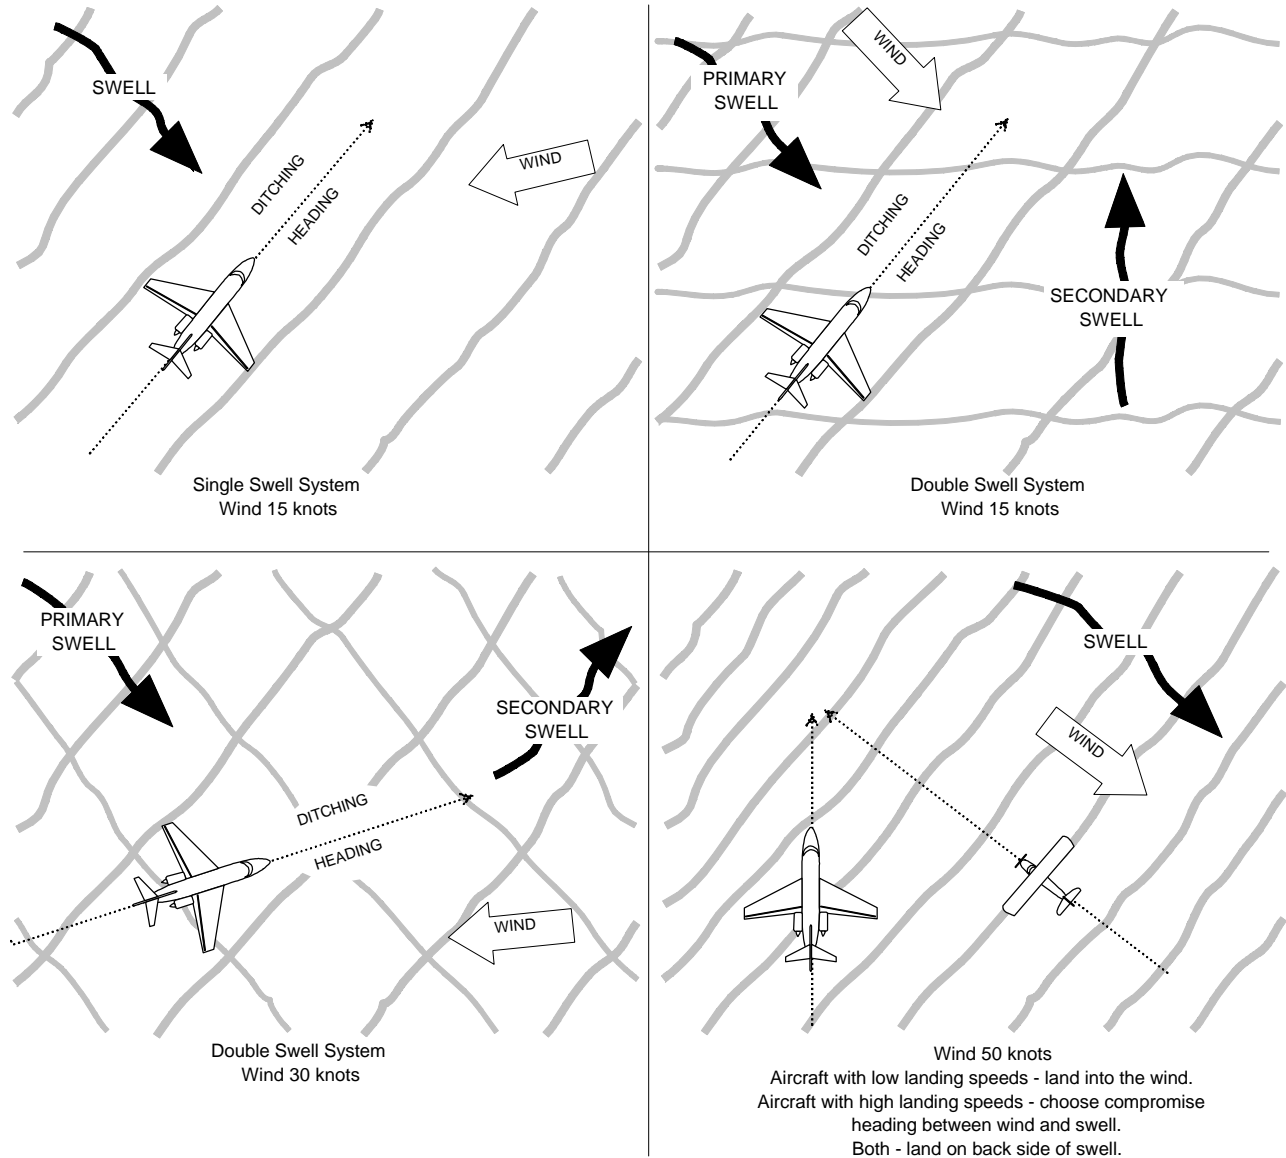 SWELL
WIND
DITCHING
HEADING
Single Swell System
Wind 15 knots
WIND
PRIMARY
SWELL
DITCHING
HEADING
SECONDARY
SWELL
Double Swell System
Wind 15 knots
PRIMARY
SWELL
SECONDARY
SWELL
DITCHING
HEADING
WIND
Double Swell System
Wind 30 knots
SWELL
WIND
Wind 50 knots
Aircraft with low landing speeds - land into the wind.
Aircraft with high landing speeds - choose compromise
heading between wind and swell.
Both - land on back side of swell.